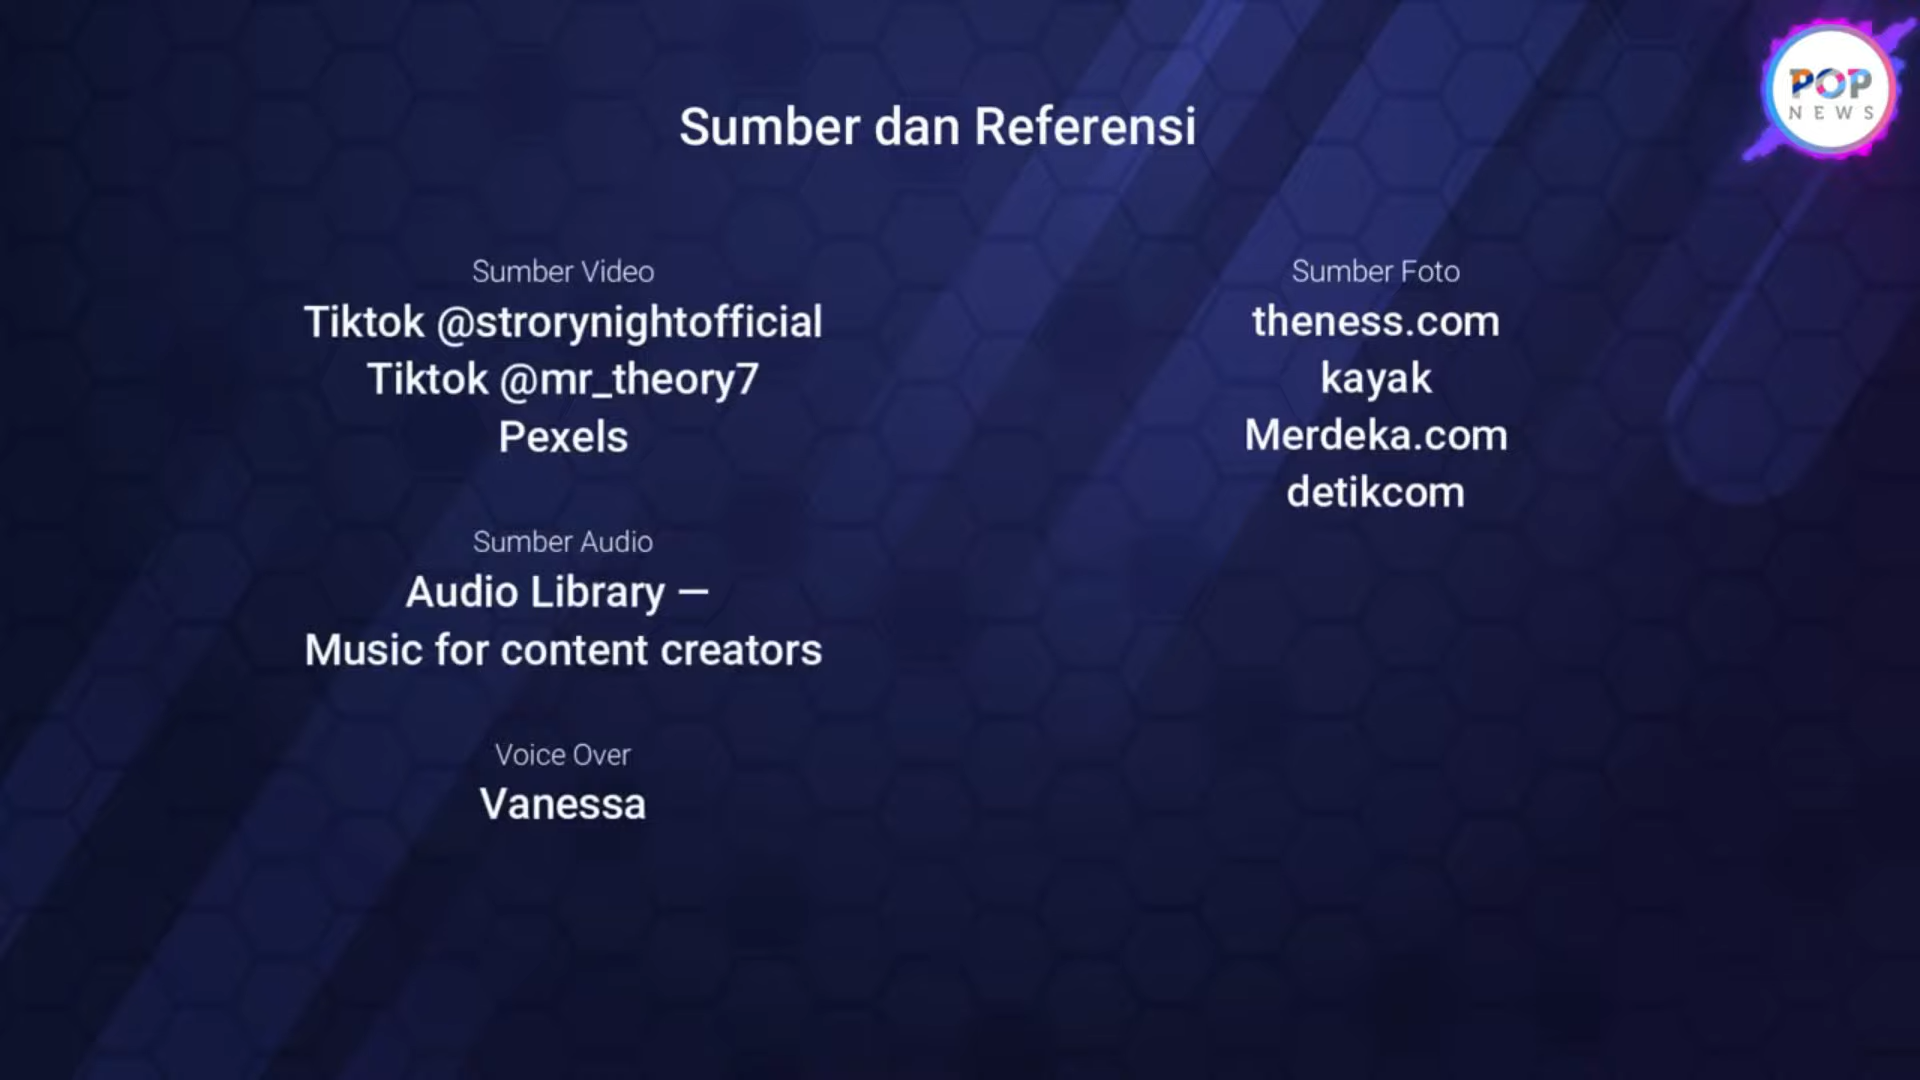 POP
NEWS
Sumber dan Referensi
Sumber Video
Tiktok @strorynightofficial
Tiktok @mr_theory7
Pexels
Sumber Audio
Audio Library —
Music for content creators
Voice Over
Vanessa
Sumber Foto
theness.com
kayak
Merdeka.com
detikcom